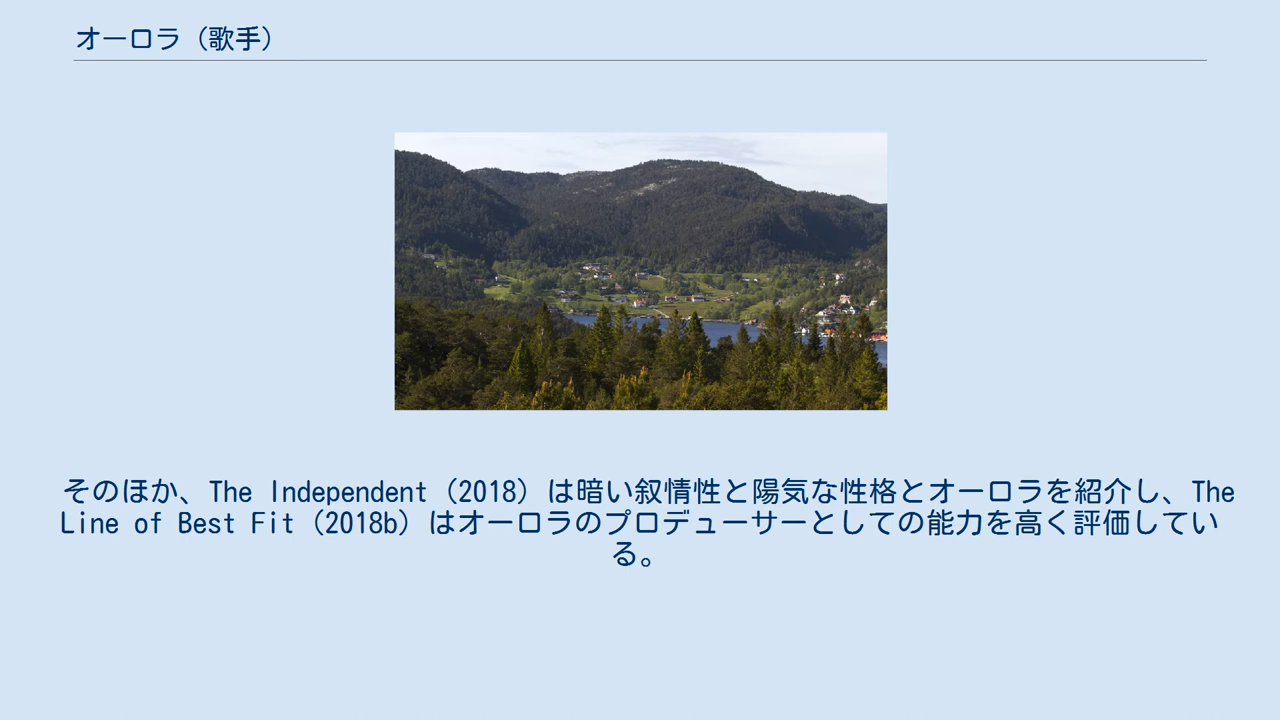 オーロラ（歌手）
そのほか、The Independent（2018）は暗い叙情性と陽気な性格とオーロラを紹介し、The
Line of Best Fit（2018b）はオーロラのプロデューサーとしての能力を高く評価してい
る。